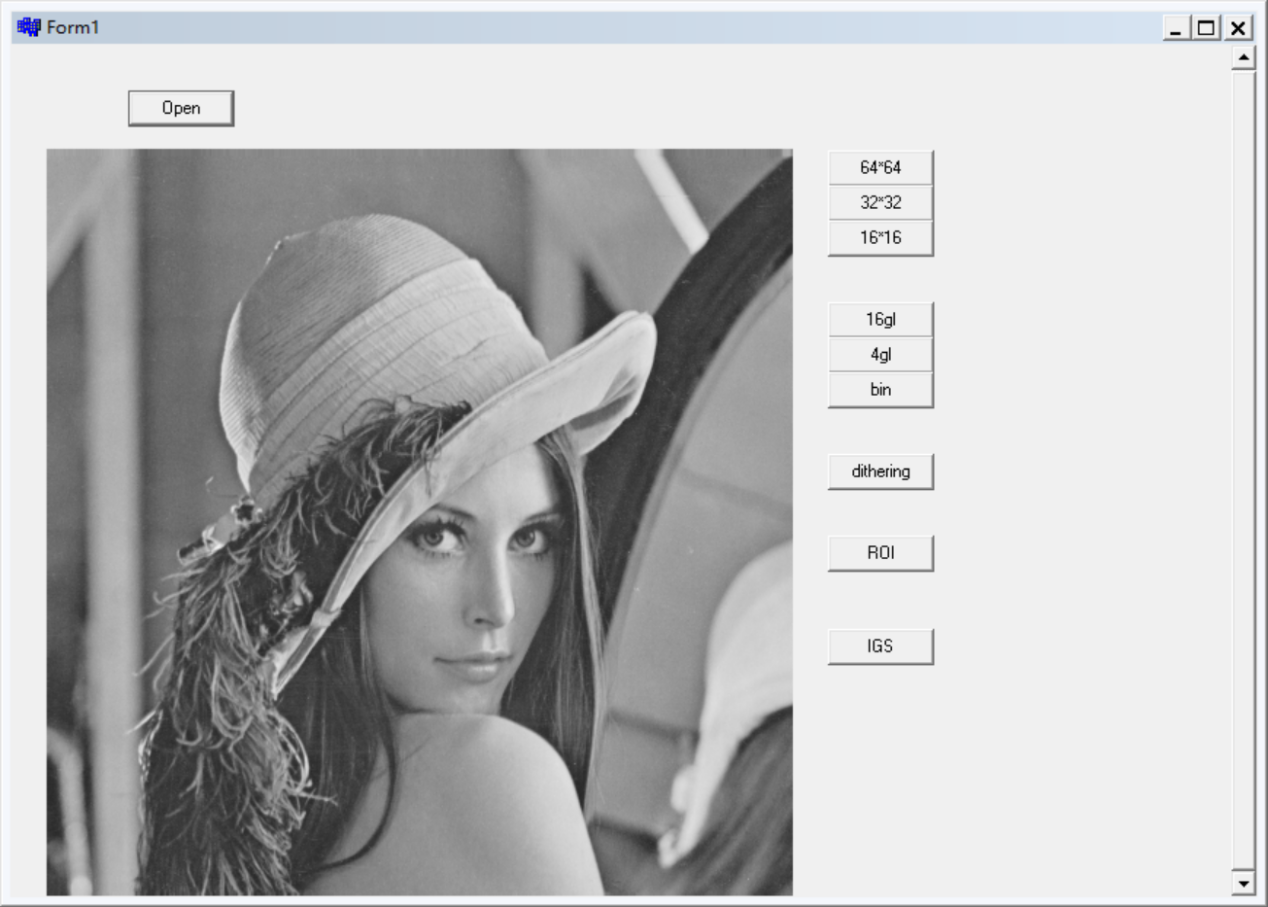 Form1
Open
64*64
32*32
16*16
16gl
4gl
bin
dithering
ROI
IGS